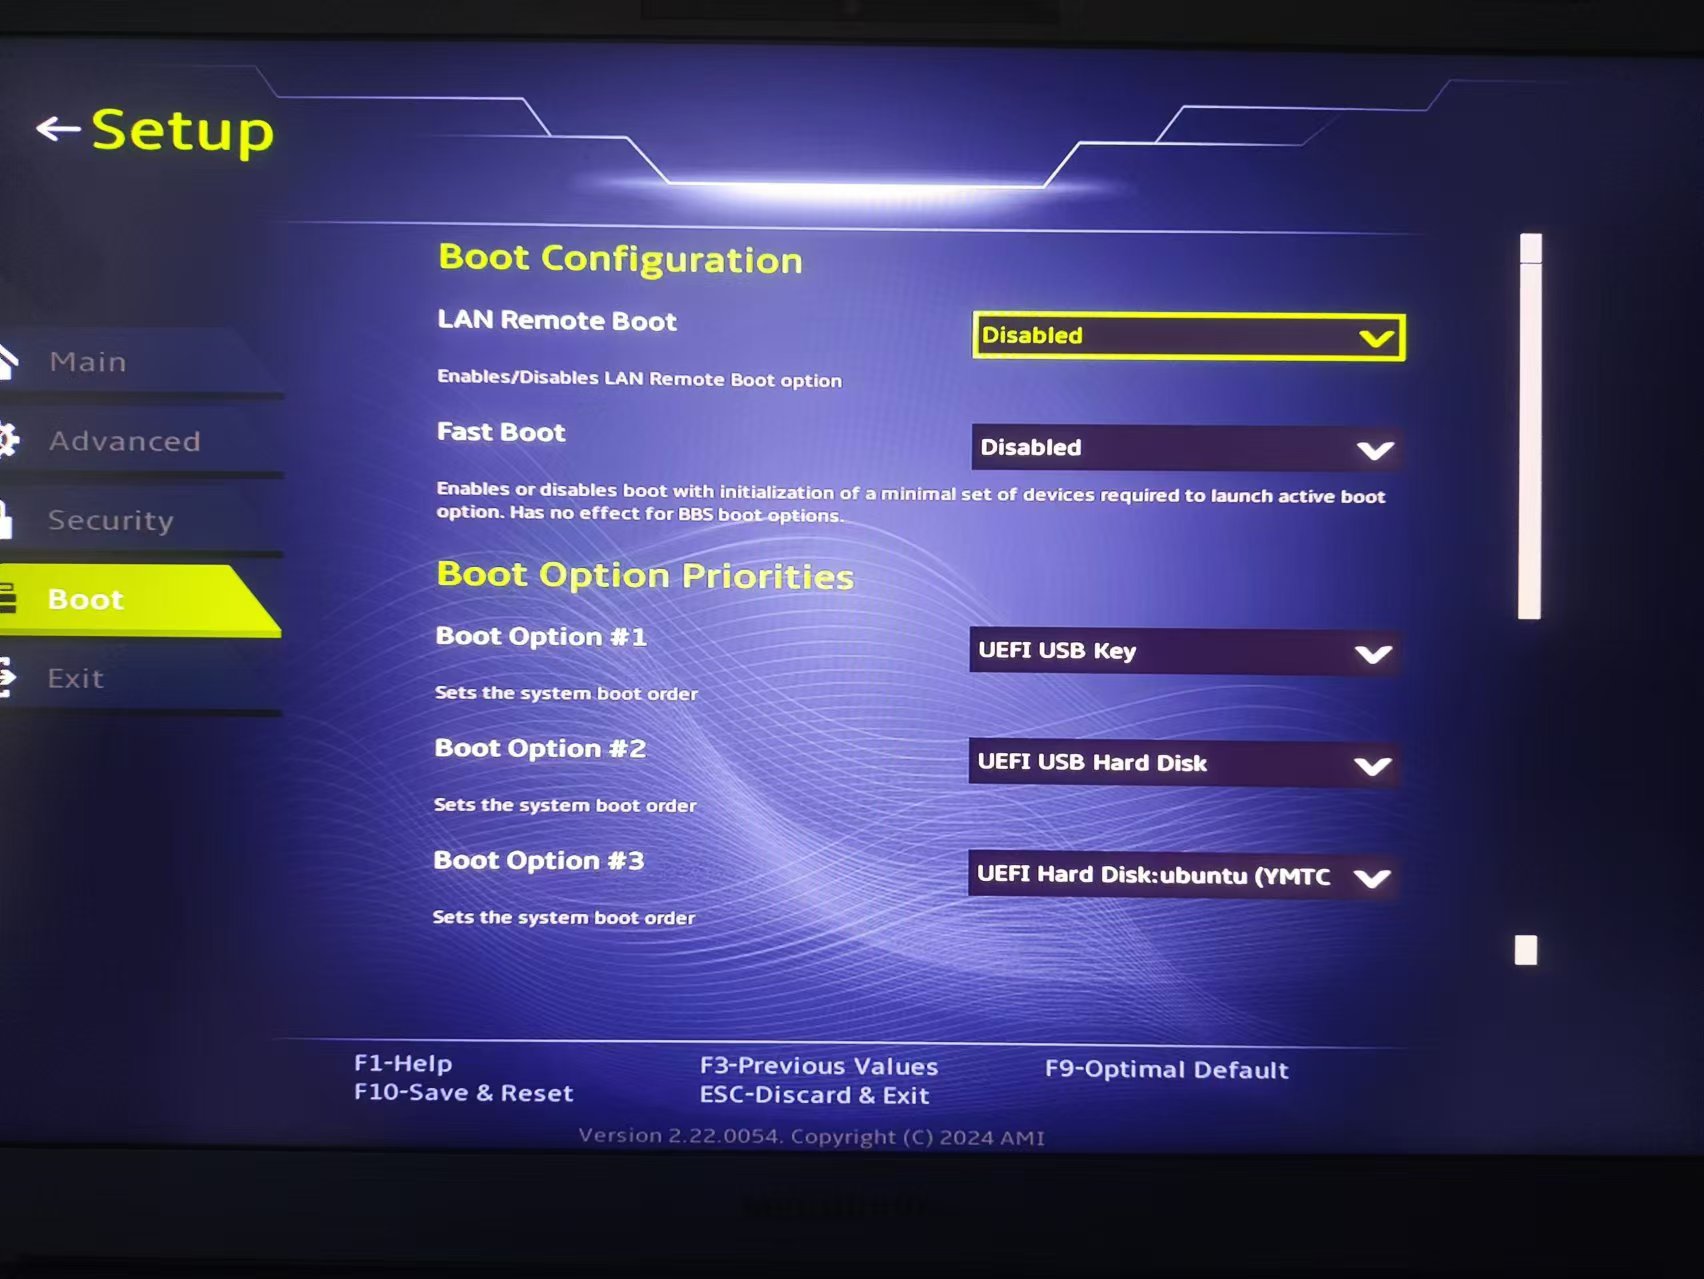 ←Setup
Boot Configuration
LAN Remote Boot
Disabled
Enables/Disables LAN Remote Boot option
Fast Boot
Disabled
Enables or disables boot with initialization of a minimal set of devices required to launch active boot
option. Has no effect for BBS boot options.
Boot Option Priorities
Boot Option #1
UEFI USB Key
Sets the system boot order
Boot Option #2
UEFI USB Hard Disk
Sets the system boot order
Boot Option #3
UEFI Hard Disk:ubuntu (YMTC
Sets the system boot order
Main
Advanced
Security
Boot
Exit
F1-Help
F3-Previous Values
F9-Optimal Default
F10-Save & Reset
ESC-Discard & Exit
Version 2.22.0054. Copyright (C) 2024 AMI